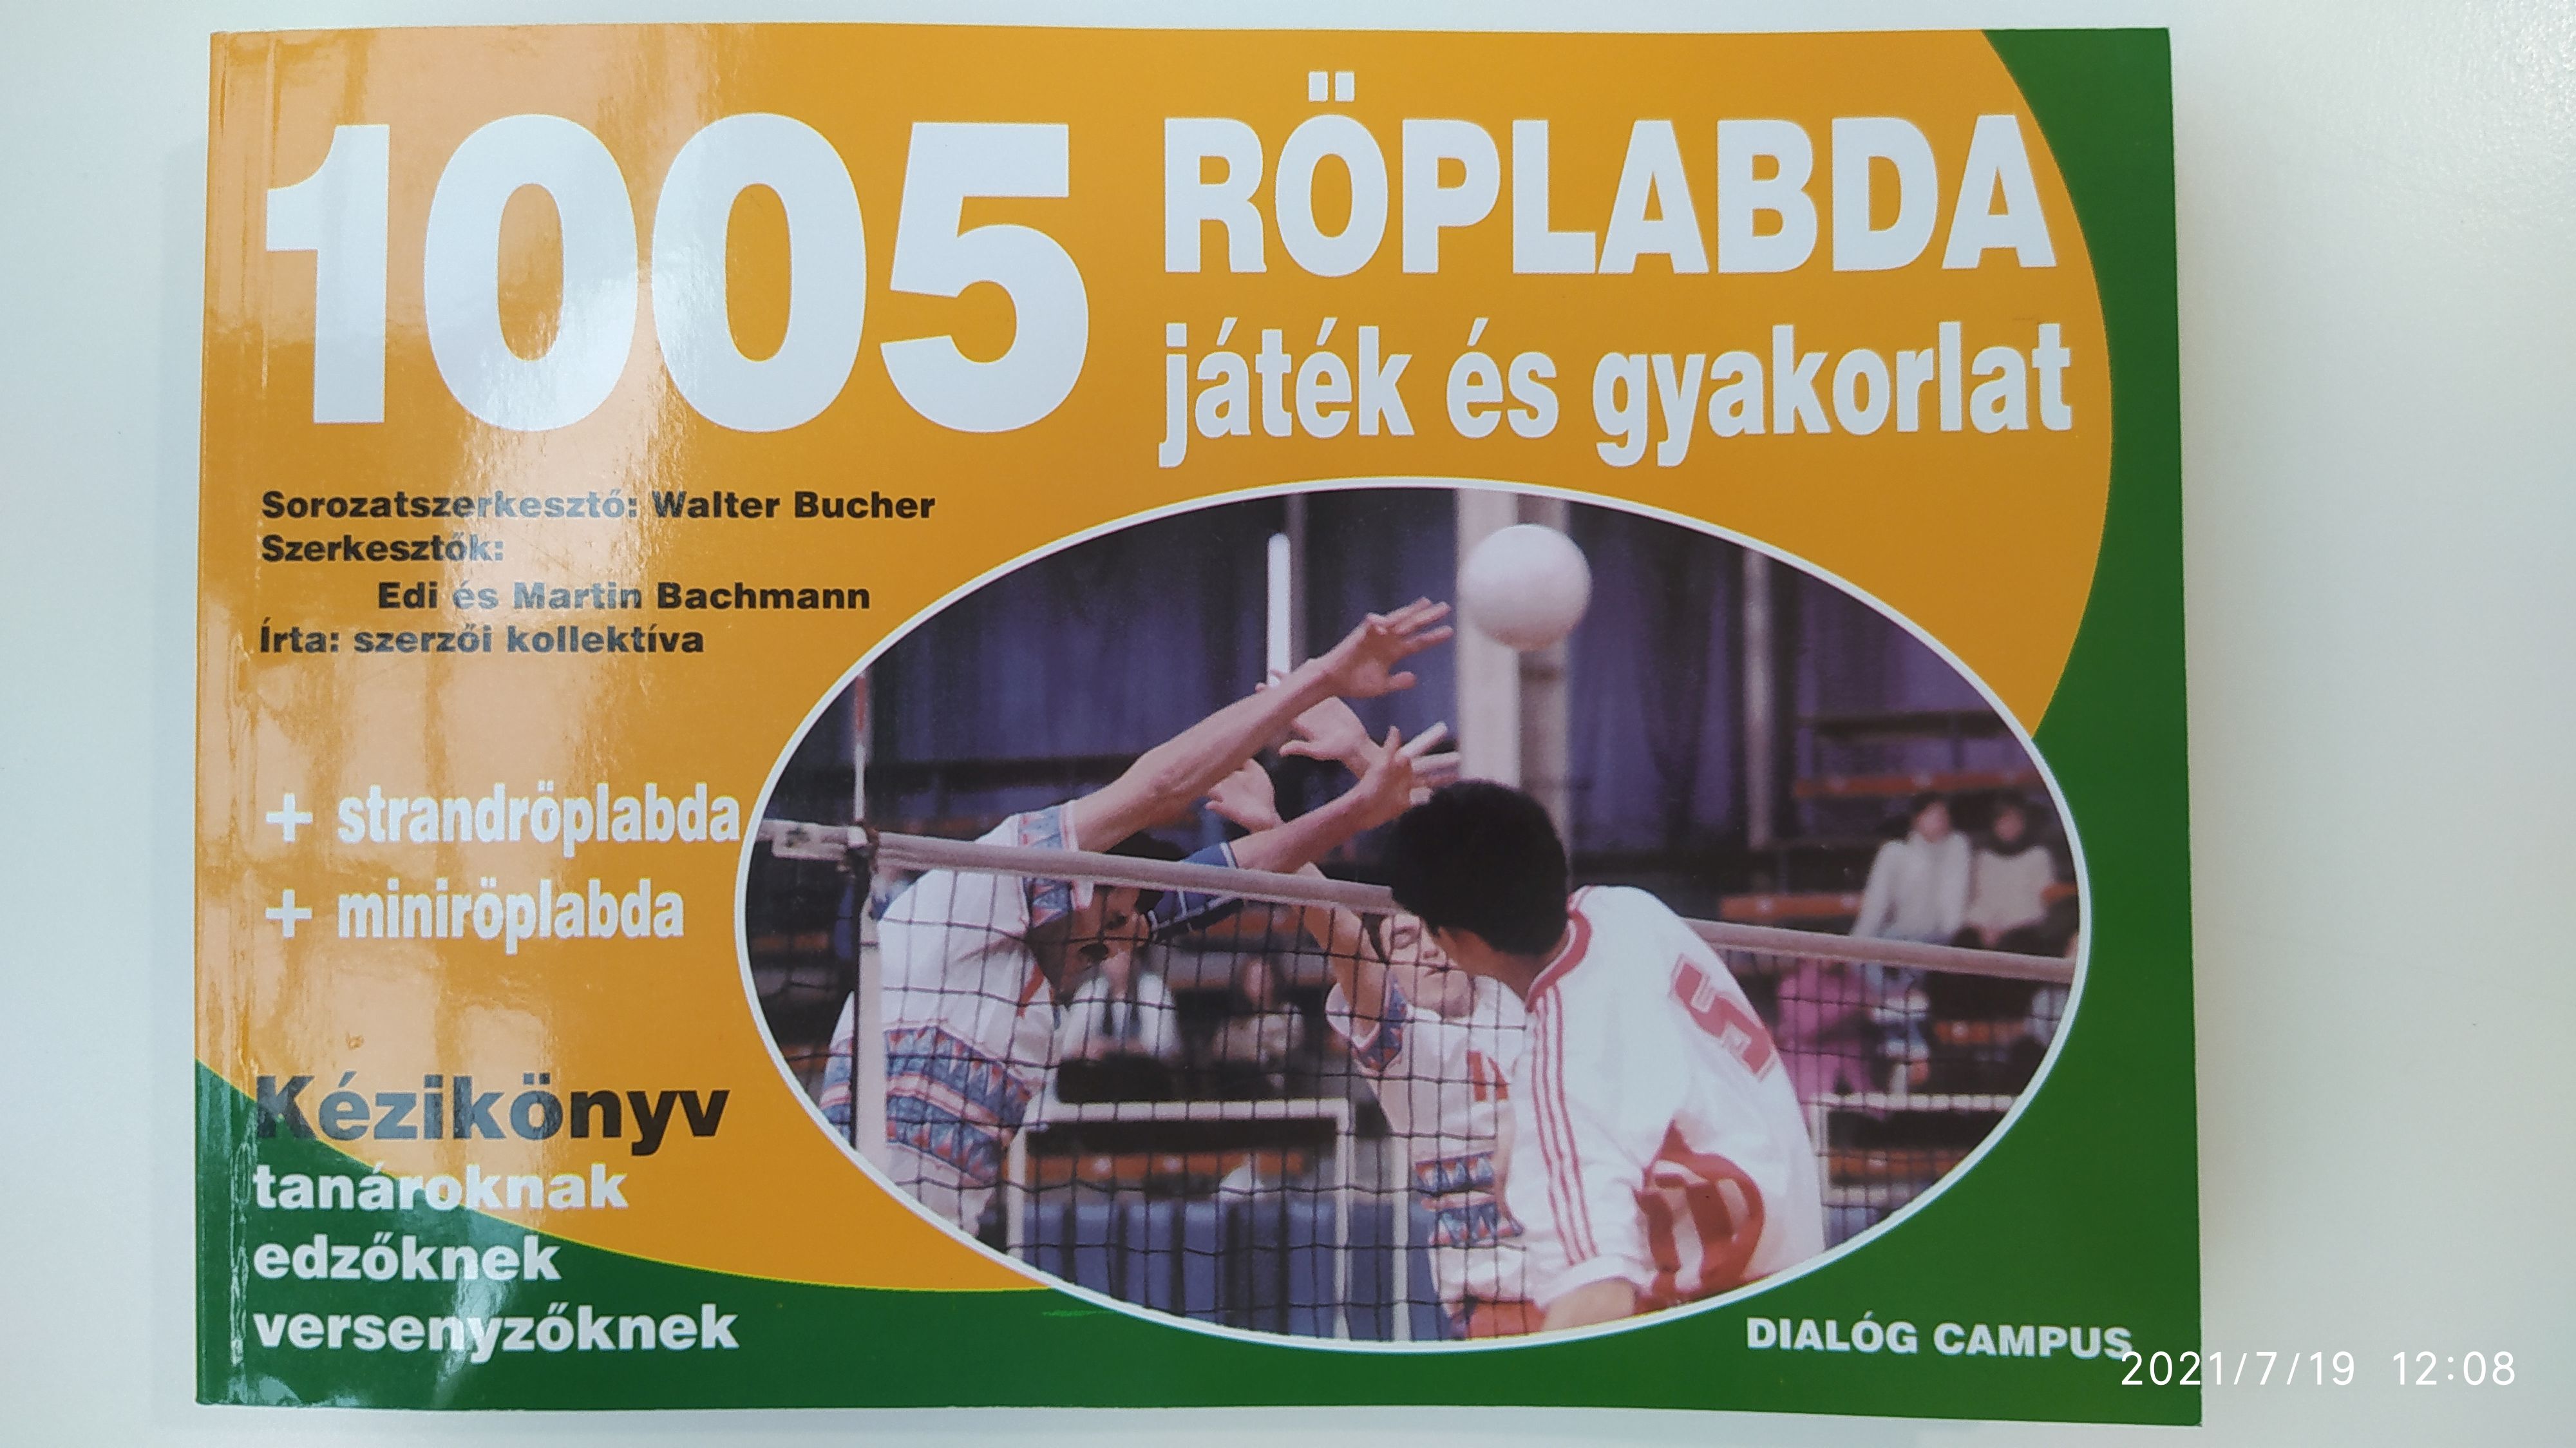 1005 RÖPLABDA
játék és gyakorlat
Sorozatszerkesztő: Walter Bucher
Szerkesztők:
Edi és Martin Bachmann
Írta: szerzői kollektíva
+ strandröplabda
+ miniröplabda
Kézikönyv
tanároknak
edzőknek
versenyzőknek
5
DIALÓG CAMPUS
2021/7/19 12:08